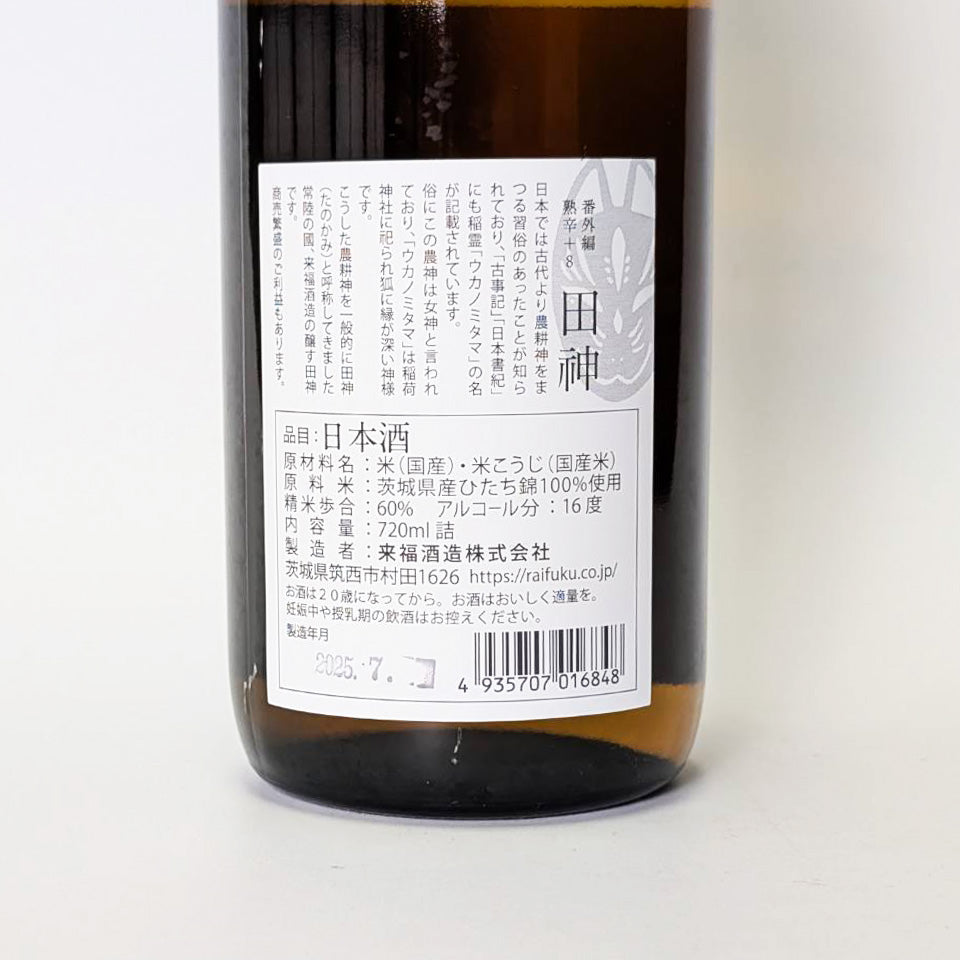 番外編
熟辛+8
田神
日本では古代より農耕神をま
つる習俗のあったことが知ら
れており、「古事記」「日本書紀」
にも稲霊「ウカノミタマ」の名
が記載されています。
俗にこの農神は女神と言われ
ており、「ウカノミタマ」は稲荷
神社に祀られ狐に縁が深い神様
です。
こうした農耕神を一般的に田神
(たのかみ)と呼称してきました
常陸の國、来福酒造の醸す田神
です。
商売繁盛のご利益もあります。
品目:日本酒
原材料名:米(国産)・米こうじ(国産米)
原料米:茨城県産ひたち錦100%使用
精米歩合:60% アルコール分:16度
内容量:720ml詰
製造者:来福酒造株式会社
茨城県筑西市村田1626 https://raifuku.co.jp/
お酒は20歳になってから。お酒はおいしく適量を。
妊娠中や授乳期の飲酒はお控えください。
製造年月
2025.7.
4 935707 016848